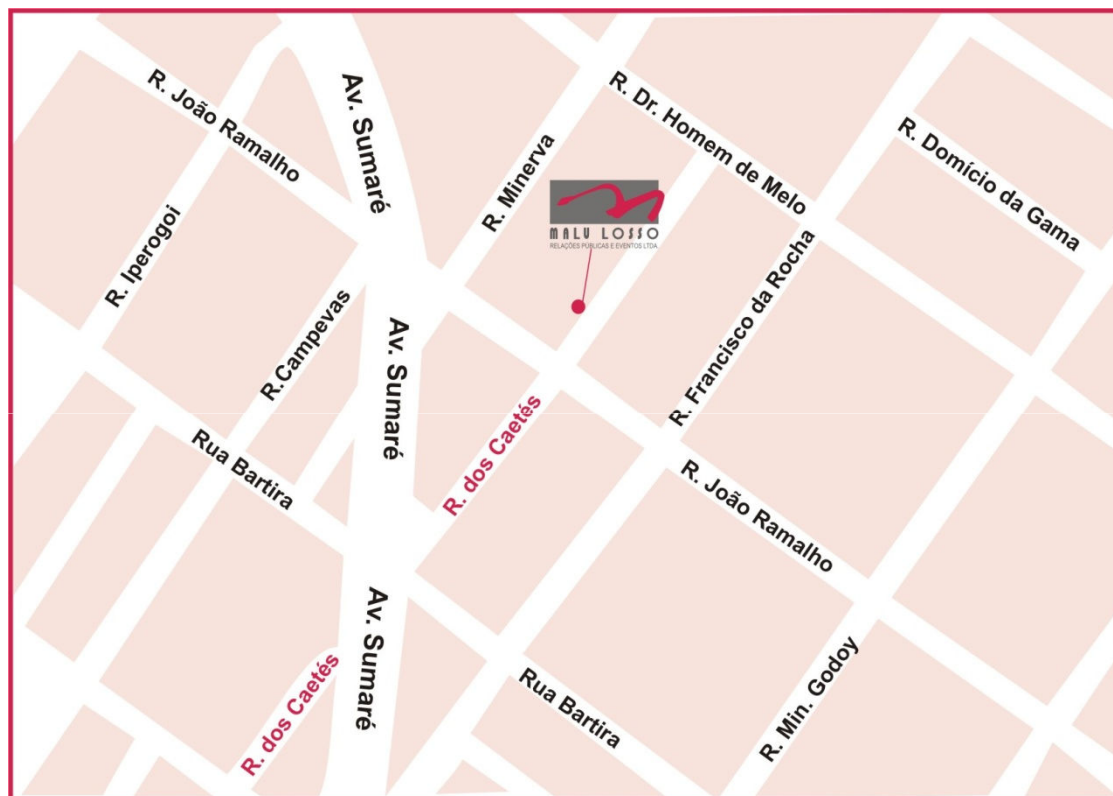 R. João Ramalho
Av. Sumaré
R. Dr. Homem de Melo
R. Domício da Gama
R. Minerva
MALU LOSSO
RELAÇÕES PÚBLICAS E EVENTOS LTDA.
R. Iperogoi
R. Francisco da Rocha
R.Campevas
Av. Sumaré
R. dos Caetés
Rua Bartira
R. João Ramalho
Av. Sumaré
R. dos Caetés
Rua Bartira
R. Min. Godoy